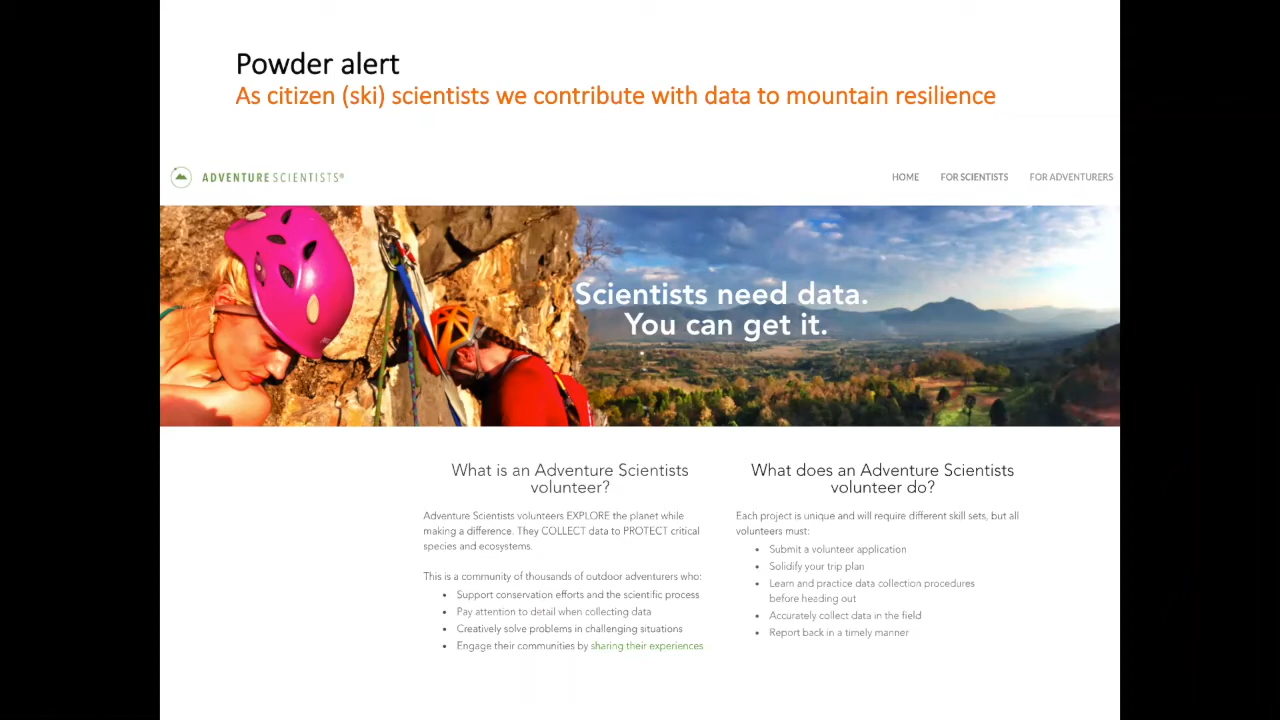 Powder alert
As citizen (ski) scientists we contribute with data to mountain resilience
ADVENTURE SCIENTISTS®
HOME FOR SCIENTISTS FOR ADVENTURERS
Scientists need data.
You can get it.
What is an Adventure Scientists
volunteer?
Adventure Scientists volunteers EXPLORE the planet while
making a difference. They COLLECT data to PROTECT critical
species and ecosystems.
This is a community of thousands of outdoor adventurers who:
• Support conservation efforts and the scientific process
• Pay attention to detail when collecting data
• Creatively solve problems in challenging situations
• Engage their communities by sharing their experiences
What does an Adventure Scientists
volunteer do?
Each project is unique and will require different skill sets, but all
volunteers must:
• Submit a volunteer application
• Solidify your trip plan
• Learn and practice data collection procedures
before heading out
• Accurately collect data in the field
• Report back in a timely manner